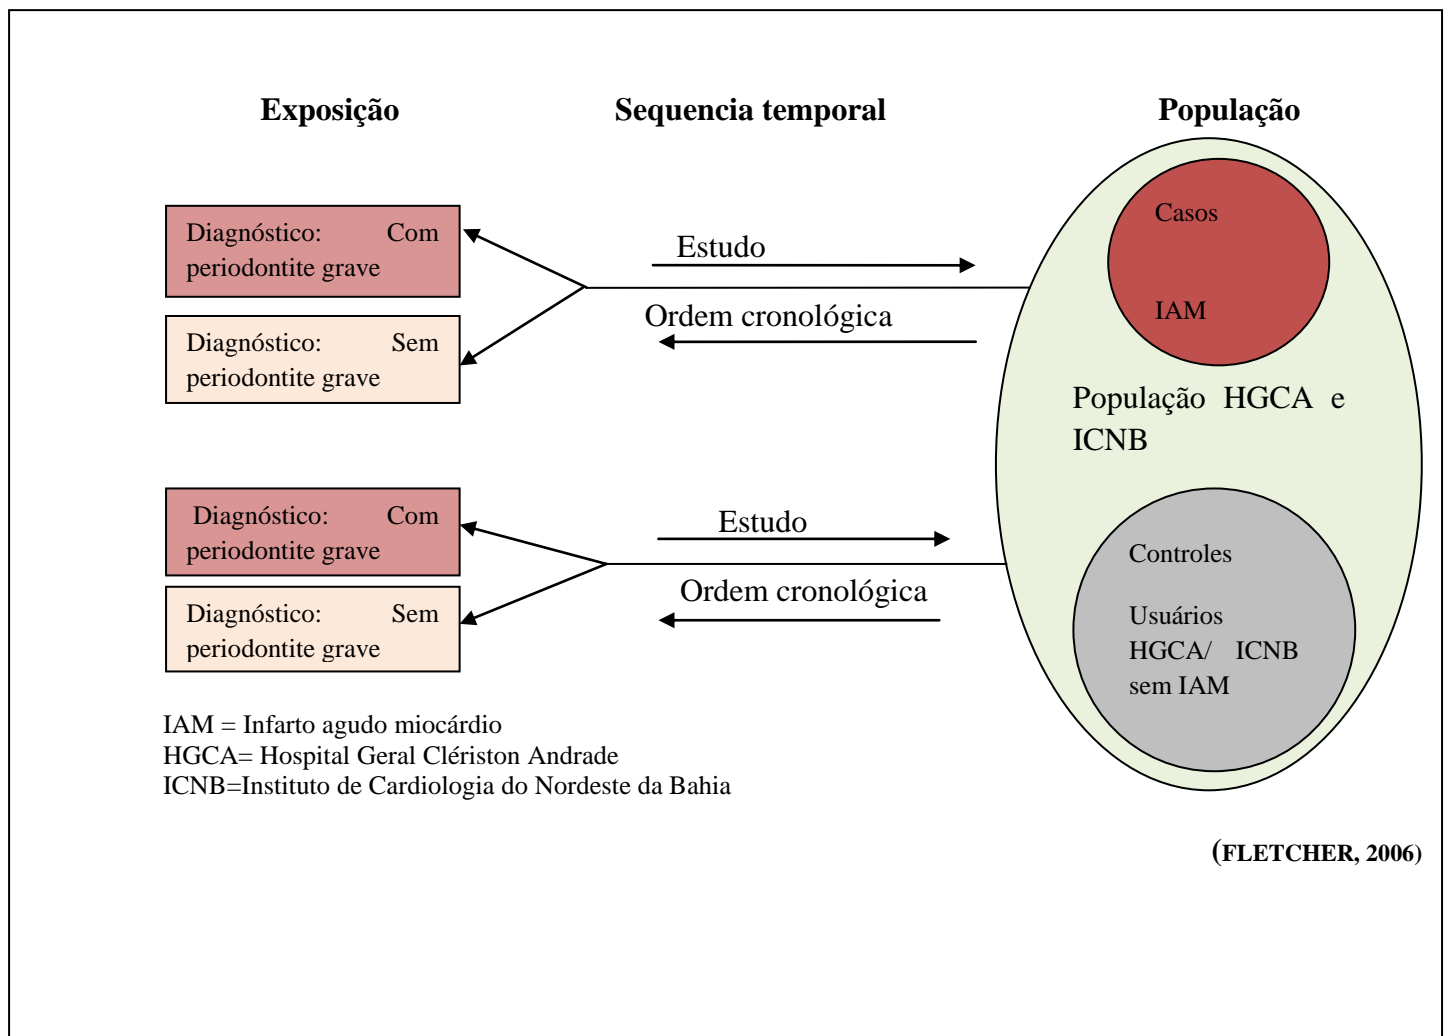 Exposição
Sequencia temporal
População
Diagnóstico: Com
periodontite grave
Diagnóstico: Sem
periodontite grave
Estudo
Ordem cronológica
Casos
IAM
População HGCA e
ICNB
Diagnóstico: Com
periodontite grave
Diagnóstico: Sem
periodontite grave
Estudo
Ordem cronológica
Controles
Usuários
HGCA/ ICNB
sem IAM
IAM = Infarto agudo miocárdio
HGCA= Hospital Geral Clériston Andrade
ICNB=Instituto de Cardiologia do Nordeste da Bahia
(FLETCHER, 2006)